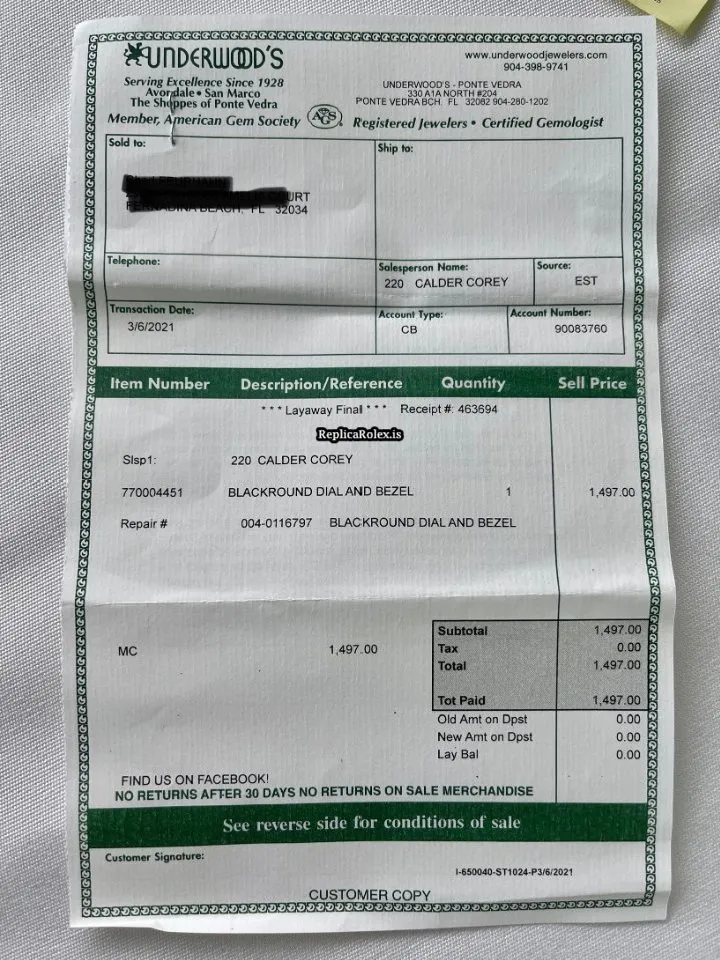 UNDERWOOD'S
Serving Excellence Since 1928
Avondale • San Marco
The Shoppes of Ponte Vedra
Member, American Gem Society
AGS
Registered Jewelers • Certified Gemologist
www.underwoodjewelers.com
904-398-9741
UNDERWOOD'S - PONTE VEDRA
330 A1A NORTH #204
PONTE VEDRA BCH, FL 32082 904-280-1202
Sold to:
Ship to:
URT
BEACH, FL 32034
Telephone:
Salesperson Name:
220 CALDER COREY
Source:
EST
Transaction Date:
3/6/2021
Account Type:
CB
Account Number:
90083760
Item Number Description/Reference Quantity Sell Price
* * * Layaway Final * * * Receipt #: 463694
ReplicaRolex.is
Slsp1: 220 CALDER COREY
770004451 BLACKROUND DIAL AND BEZEL 1 1,497.00
Repair # 004-0116797 BLACKROUND DIAL AND BEZEL
MC 1,497.00
Subtotal 1,497.00
Tax 0.00
Total 1,497.00
Tot Paid 1,497.00
Old Amt on Dpst 0.00
New Amt on Dpst 0.00
Lay Bal 0.00
FIND US ON FACEBOOK!
NO RETURNS AFTER 30 DAYS NO RETURNS ON SALE MERCHANDISE
See reverse side for conditions of sale
Customer Signature:
I-650040-ST1024-P3/6/2021
CUSTOMER COPY